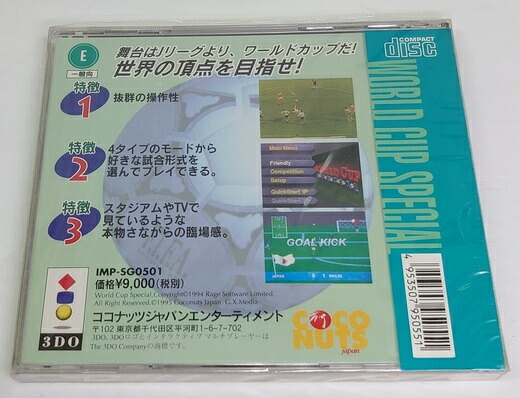 E
一般向
舞台はJリーグより、ワールドカップだ!
世界の頂点を目指せ!
COMPACT
disc
WORLD CUP SPECIAL
特徴
1
抜群の操作性
特徴
2
4タイプのモードから
好きな試合形式を
選んでプレイできる。
Main Menu
Friendly
Competition
Setup
QuickStart 1P
QuickStart
特徴
3
スタジアムやTVで
見ているような
本物さながらの臨場感。
GOAL KICK
JAPAN 0 1 BRAZIL
IMP-SG0501
価格¥9,000(税別)
World Cup Special,Copyright©1994 Rage Software Limited.
All Right Reserved. ©1995 Coconuts Japan G.X.Media
ココナッツジャパンエンターティメント
〒102 東京都千代田区平河町1-6-7-702
3DO、3DOロゴとインタラクティブ マルチプレーヤーは
The 3DO Companyの商標です。
3DO
COCO
NUTS
japan
4953507950551